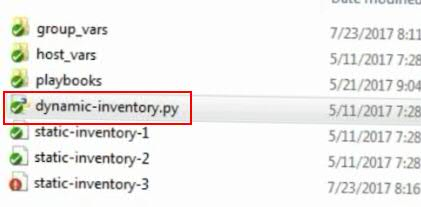 group_vars 7/23/2017 8:11
host_vars 5/11/2017 7:28
playbooks 5/21/2017 9:04
dynamic-inventory.py 5/11/2017 7:28
static-inventory-1 5/11/2017 7:28
static-inventory-2 5/11/2017 7:28
static-inventory-3 7/23/2017 8:16